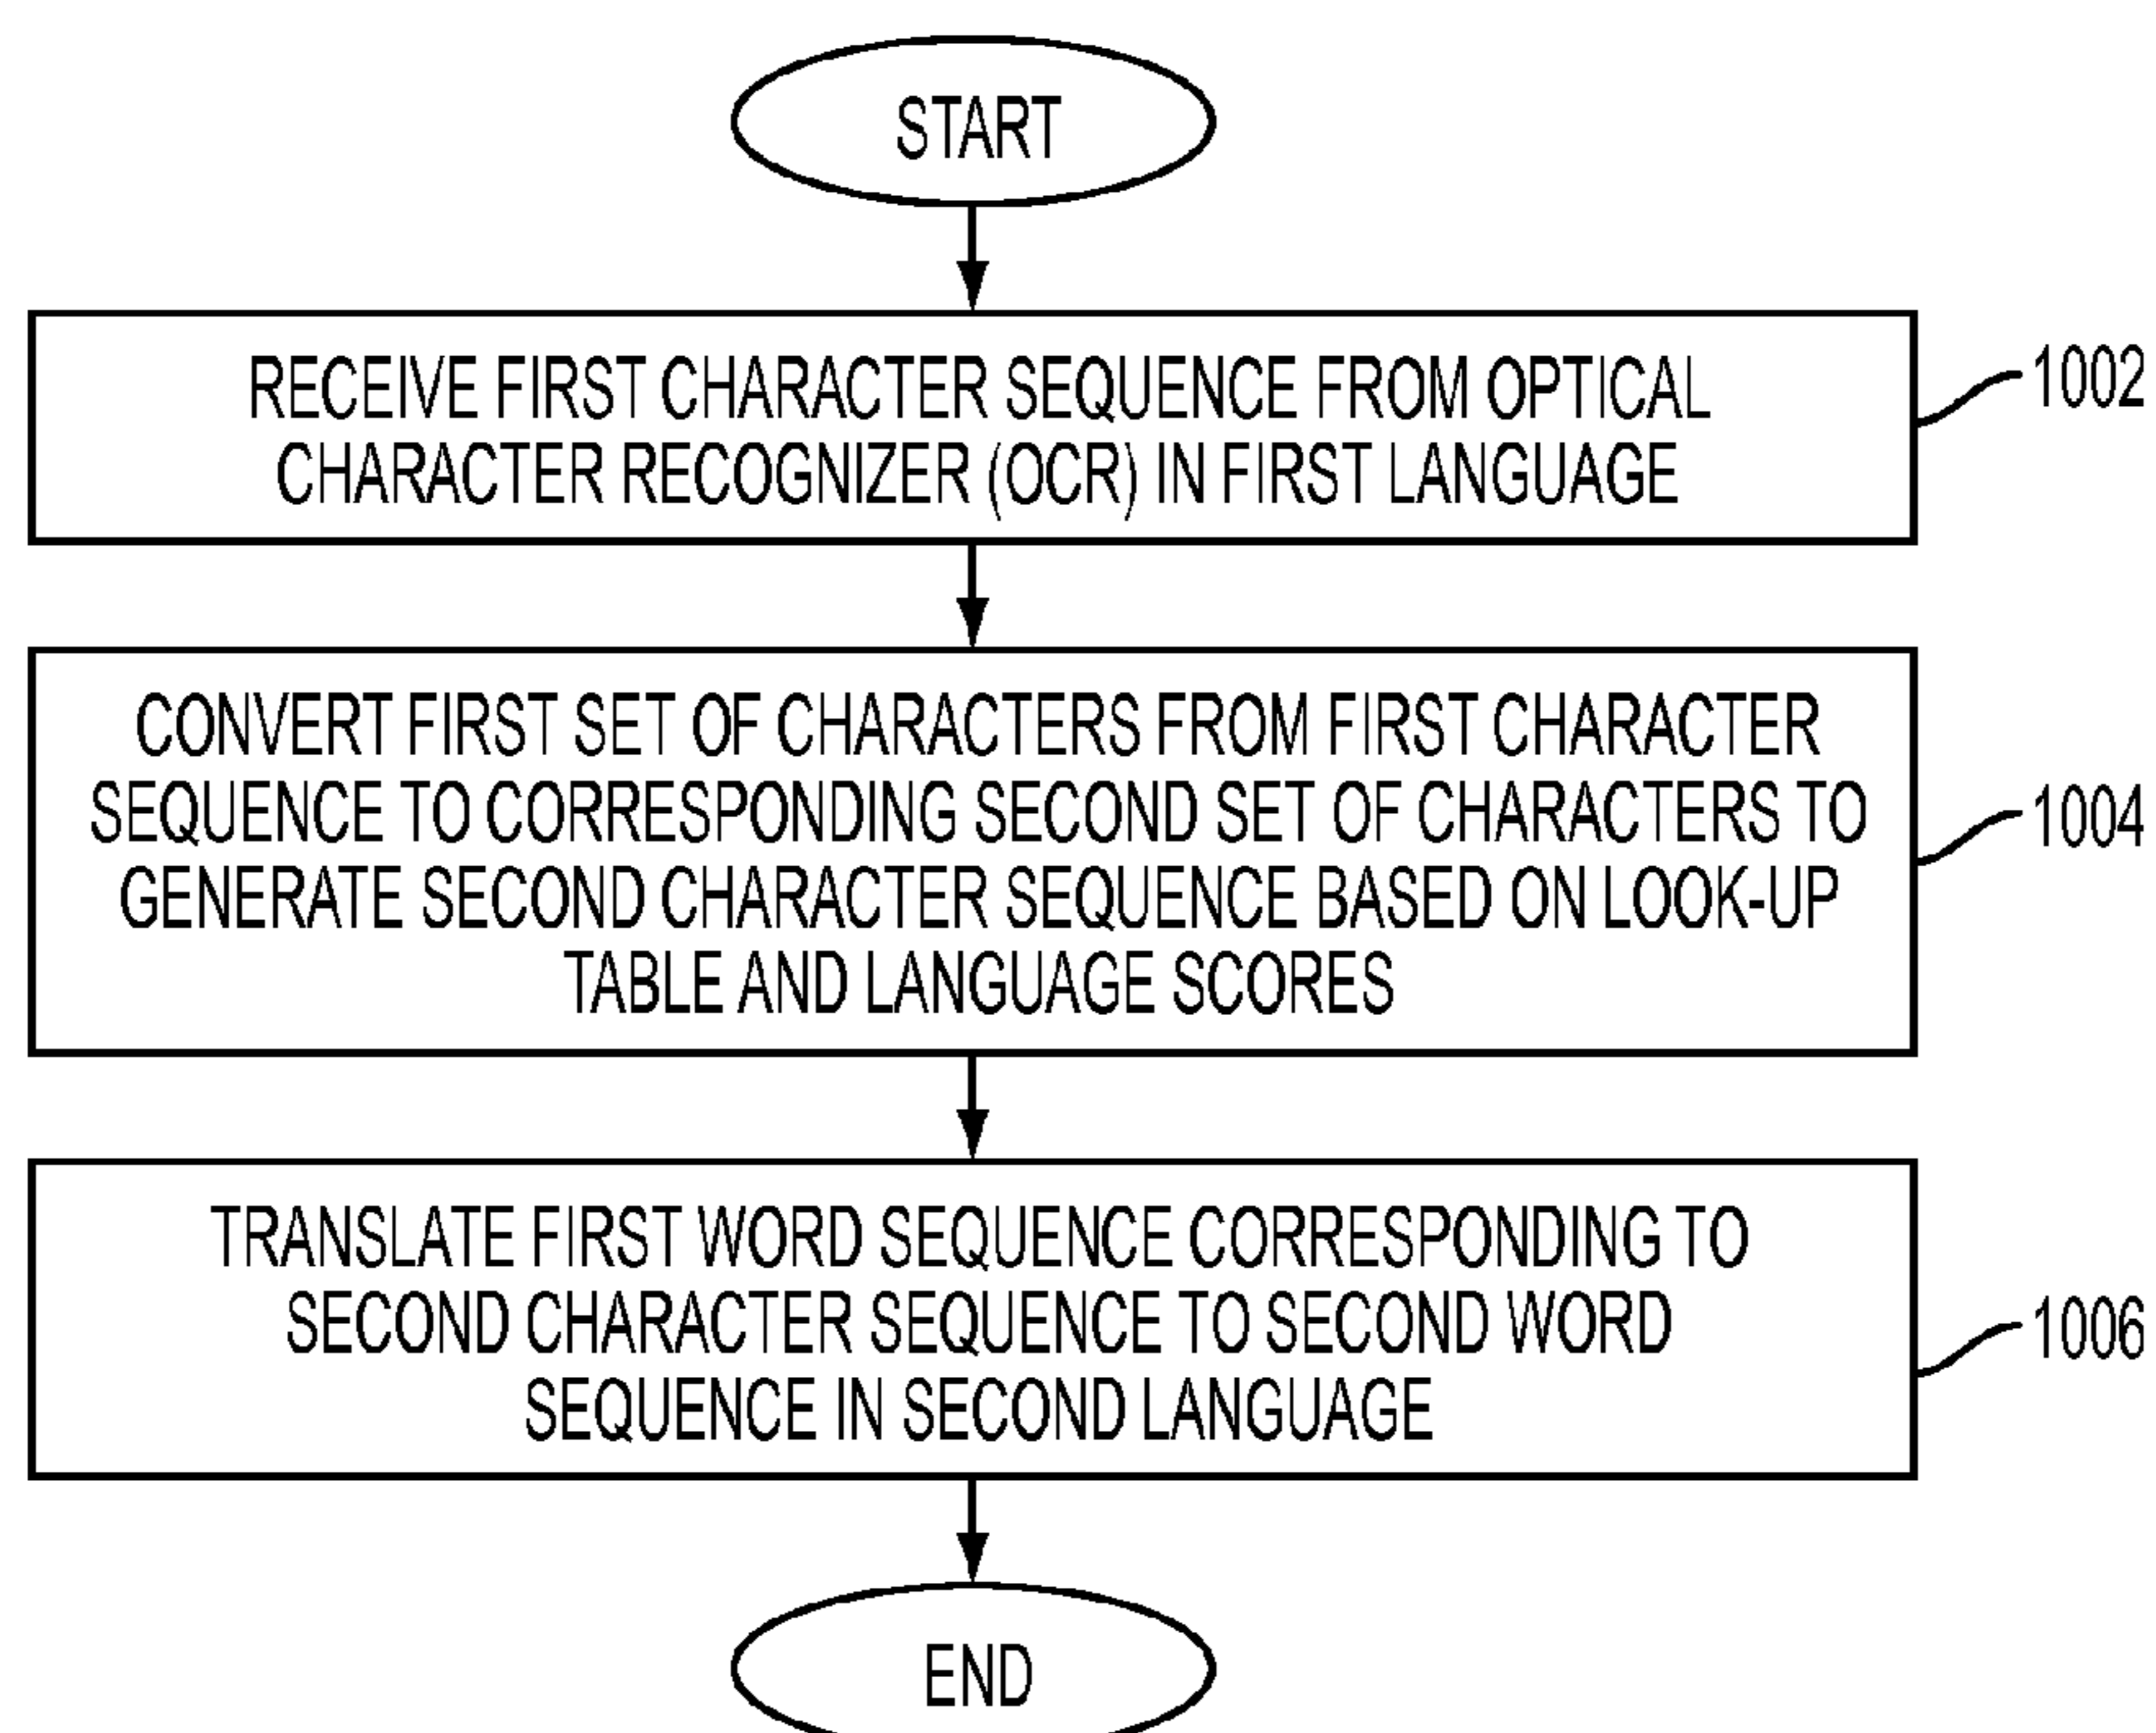 START
RECEIVE FIRST CHARACTER SEQUENCE FROM OPTICAL
CHARACTER RECOGNIZER (OCR) IN FIRST LANGUAGE
1002
CONVERT FIRST SET OF CHARACTERS FROM FIRST CHARACTER
SEQUENCE TO CORRESPONDING SECOND SET OF CHARACTERS TO
GENERATE SECOND CHARACTER SEQUENCE BASED ON LOOK-UP
TABLE AND LANGUAGE SCORES
1004
TRANSLATE FIRST WORD SEQUENCE CORRESPONDING TO
SECOND CHARACTER SEQUENCE TO SECOND WORD
SEQUENCE IN SECOND LANGUAGE
1006
END